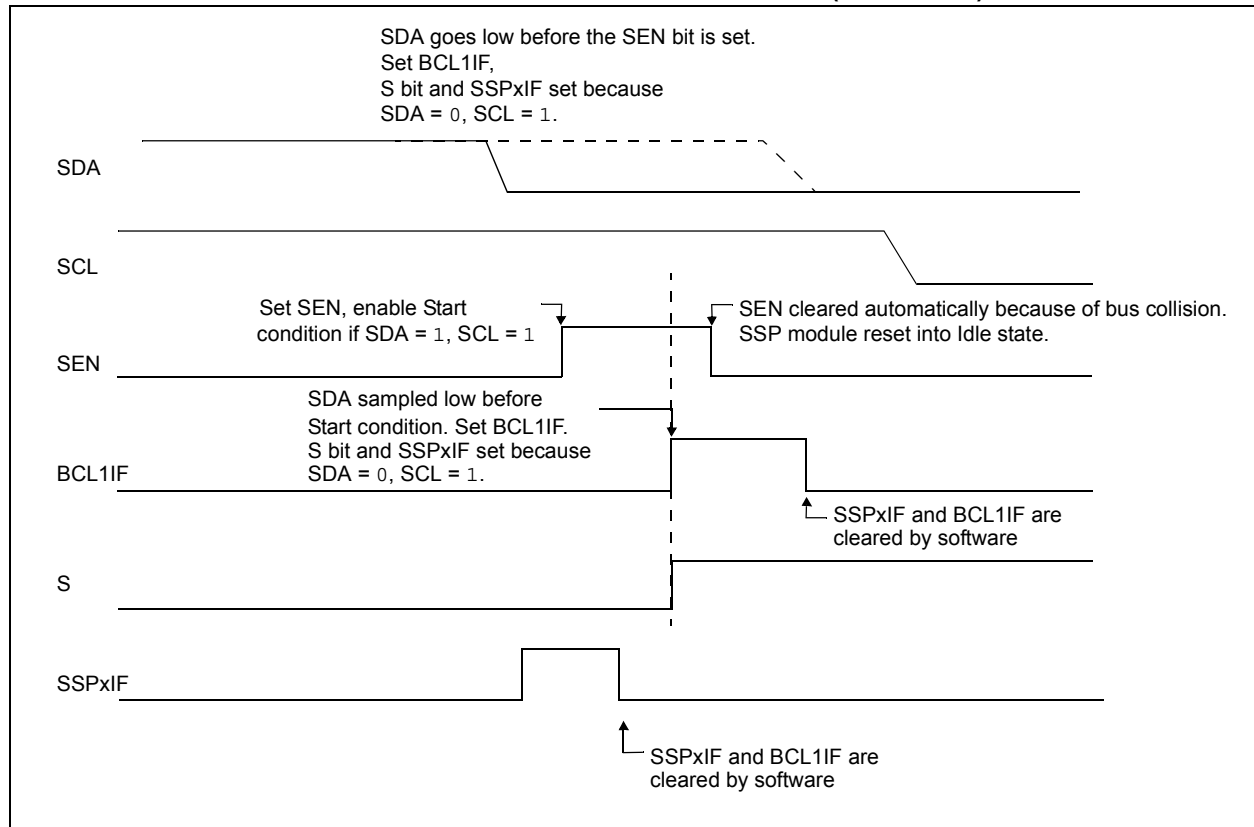 SDA goes low before the SEN bit is set.
Set BCL1IF,
S bit and SSPxIF set because
SDA = 0, SCL = 1.
SDA
SCL
Set SEN, enable Start
condition if SDA = 1, SCL = 1
SEN cleared automatically because of bus collision.
SSP module reset into Idle state.
SEN
SDA sampled low before
Start condition. Set BCL1IF.
S bit and SSPxIF set because
SDA = 0, SCL = 1.
BCL1IF
SSPxIF and BCL1IF are
cleared by software
S
SSPxIF
SSPxIF and BCL1IF are
cleared by software